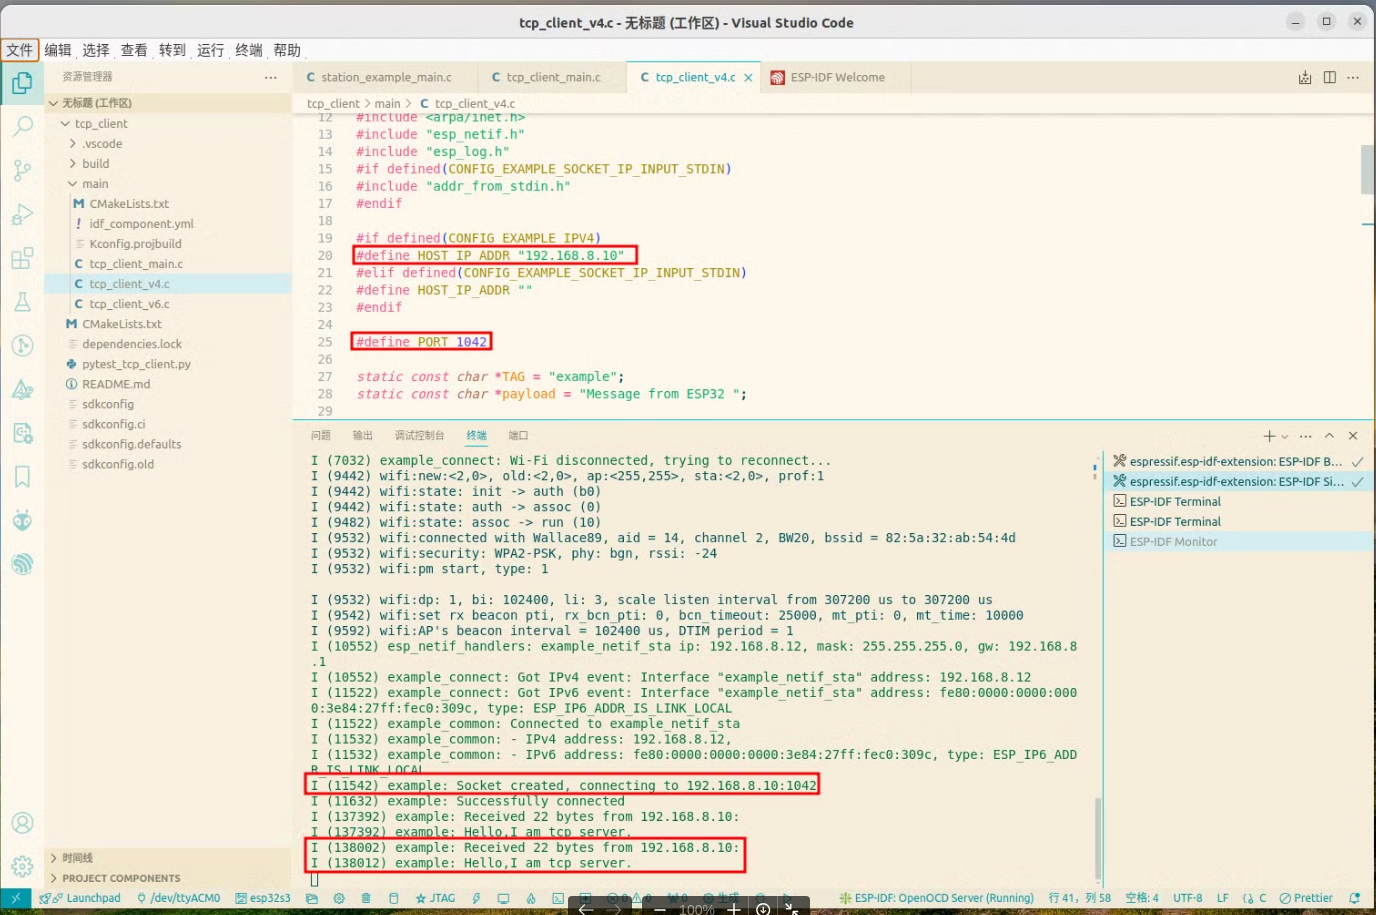 tcp_client_v4.c - 无标题 (工作区) - Visual Studio Code
文件 编辑 选择 查看 转到 运行 终端 帮助
资源管理器
无标题 (工作区)
tcp_client
.vscode
build
main
CMakeLists.txt
idf_component.yml
Kconfig.projbuild
tcp_client_main.c
tcp_client_v4.c
tcp_client_v6.c
CMakeLists.txt
dependencies.lock
pytest_tcp_client.py
README.md
sdkconfig
sdkconfig.ci
sdkconfig.defaults
sdkconfig.old
时间线
PROJECT COMPONENTS
station_example_main.c
tcp_client_main.c
tcp_client_v4.c
ESP-IDF Welcome
tcp_client > main > C tcp_client_v4.c
12 #include <arpa/inet.h>
13 #include "esp_netif.h"
14 #include "esp_log.h"
15 #if defined(CONFIG_EXAMPLE_SOCKET_IP_INPUT_STDIN)
16 #include "addr_from_stdin.h"
17 #endif
18
19 #if defined(CONFIG_EXAMPLE_IPV4)
20 #define HOST_IP_ADDR "192.168.8.10"
21 #elif defined(CONFIG_EXAMPLE_SOCKET_IP_INPUT_STDIN)
22 #define HOST_IP_ADDR ""
23 #endif
24
25 #define PORT 1042
26
27 static const char *TAG = "example";
28 static const char *payload = "Message from ESP32 ";
29
问题 输出 调试控制台 终端 端口
I (7032) example_connect: Wi-Fi disconnected, trying to reconnect...
I (9442) wifi:new:<2,0>, old:<2,0>, ap:<255,255>, sta:<2,0>, prof:1
I (9442) wifi:state: init -> auth (b0)
I (9442) wifi:state: auth -> assoc (0)
I (9482) wifi:state: assoc -> run (10)
I (9532) wifi:connected with Wallace89, aid = 14, channel 2, BW20, bssid = 82:5a:32:ab:54:4d
I (9532) wifi:security: WPA2-PSK, phy: bgn, rssi: -24
I (9532) wifi:pm start, type: 1
I (9532) wifi:dp: 1, bi: 102400, li: 3, scale listen interval from 307200 us to 307200 us
I (9542) wifi:set rx beacon pti, rx_bcn_pti: 0, bcn_timeout: 25000, mt_pti: 0, mt_time: 10000
I (9592) wifi:AP's beacon interval = 102400 us, DTIM period = 1
I (10552) esp_netif_handlers: example_netif_sta ip: 192.168.8.12, mask: 255.255.255.0, gw: 192.168.8
.1
I (10552) example_connect: Got IPv4 event: Interface "example_netif_sta" address: 192.168.8.12
I (11522) example_connect: Got IPv6 event: Interface "example_netif_sta" address: fe80:0000:0000:000
0:3e84:27ff:fec0:309c, type: ESP_IP6_ADDR_IS_LINK_LOCAL
I (11522) example_common: Connected to example_netif_sta
I (11532) example_common: - IPv4 address: 192.168.8.12,
I (11532) example_common: - IPv6 address: fe80:0000:0000:0000:3e84:27ff:fec0:309c, type: ESP_IP6_ADD
R_IS_LINK_LOCAL
I (11542) example: Socket created, connecting to 192.168.8.10:1042
I (11632) example: Successfully connected
I (137392) example: Received 22 bytes from 192.168.8.10:
I (137392) example: Hello,I am tcp server.
I (138002) example: Received 22 bytes from 192.168.8.10:
I (138012) example: Hello,I am tcp server.
espressif.esp-idf-extension: ESP-IDF B...
espressif.esp-idf-extension: ESP-IDF Si...
ESP-IDF Terminal
ESP-IDF Terminal
ESP-IDF Monitor
Launchpad /dev/ttyACM0 esp32s3 JTAG ESP-IDF: OpenOCD Server (Running) 行 41，列 58 空格: 4 UTF-8 LF {} C Prettier
100%